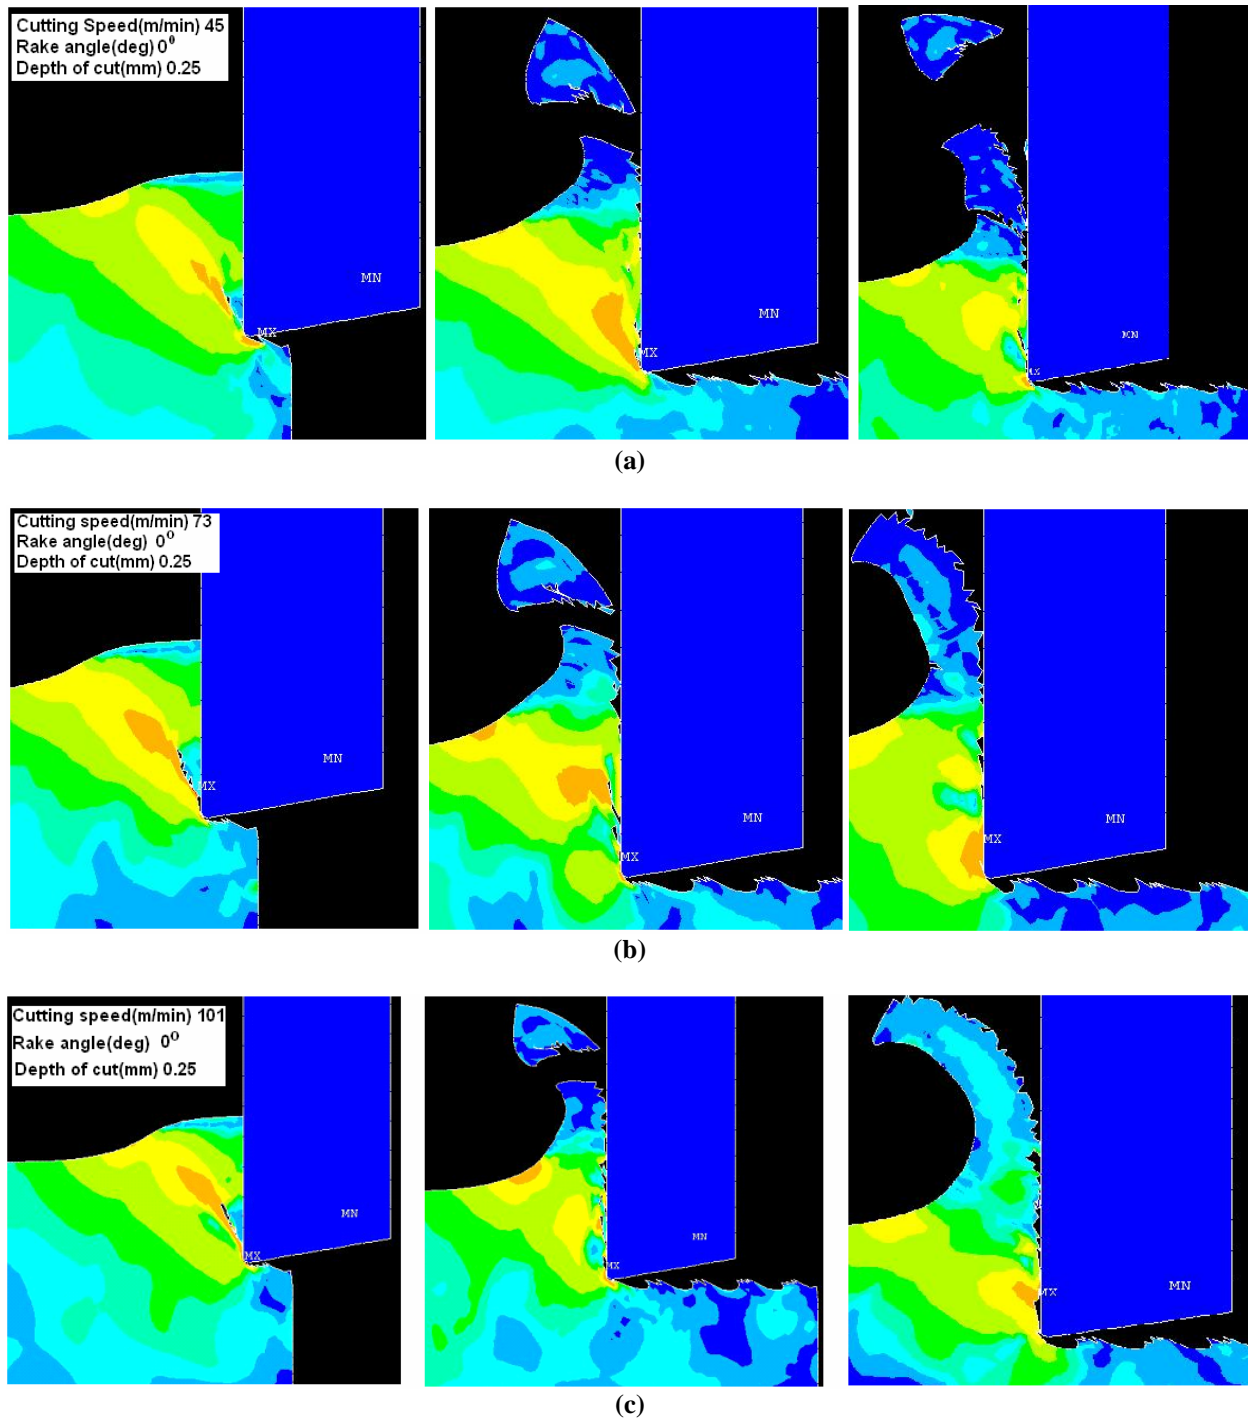 Cutting Speed(m/min) 45
Rake angle(deg) 0⁰
Depth of cut(mm) 0.25
MN
MX
MN
MX
MN
MX
(a)
Cutting speed(m/min) 73
Rake angle(deg) 0⁰
Depth of cut(mm) 0.25
MN
MX
MN
MX
MN
MX
(b)
Cutting speed(m/min) 101
Rake angle(deg) 0⁰
Depth of cut(mm) 0.25
MN
MX
MN
MX
MN
MX
(c)